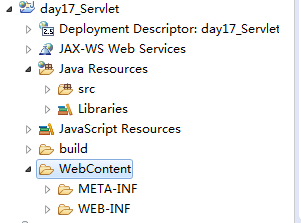 day17_Servlet
Deployment Descriptor: day17_Servlet
JAX-WS Web Services
Java Resources
src
Libraries
JavaScript Resources
build
WebContent
META-INF
WEB-INF